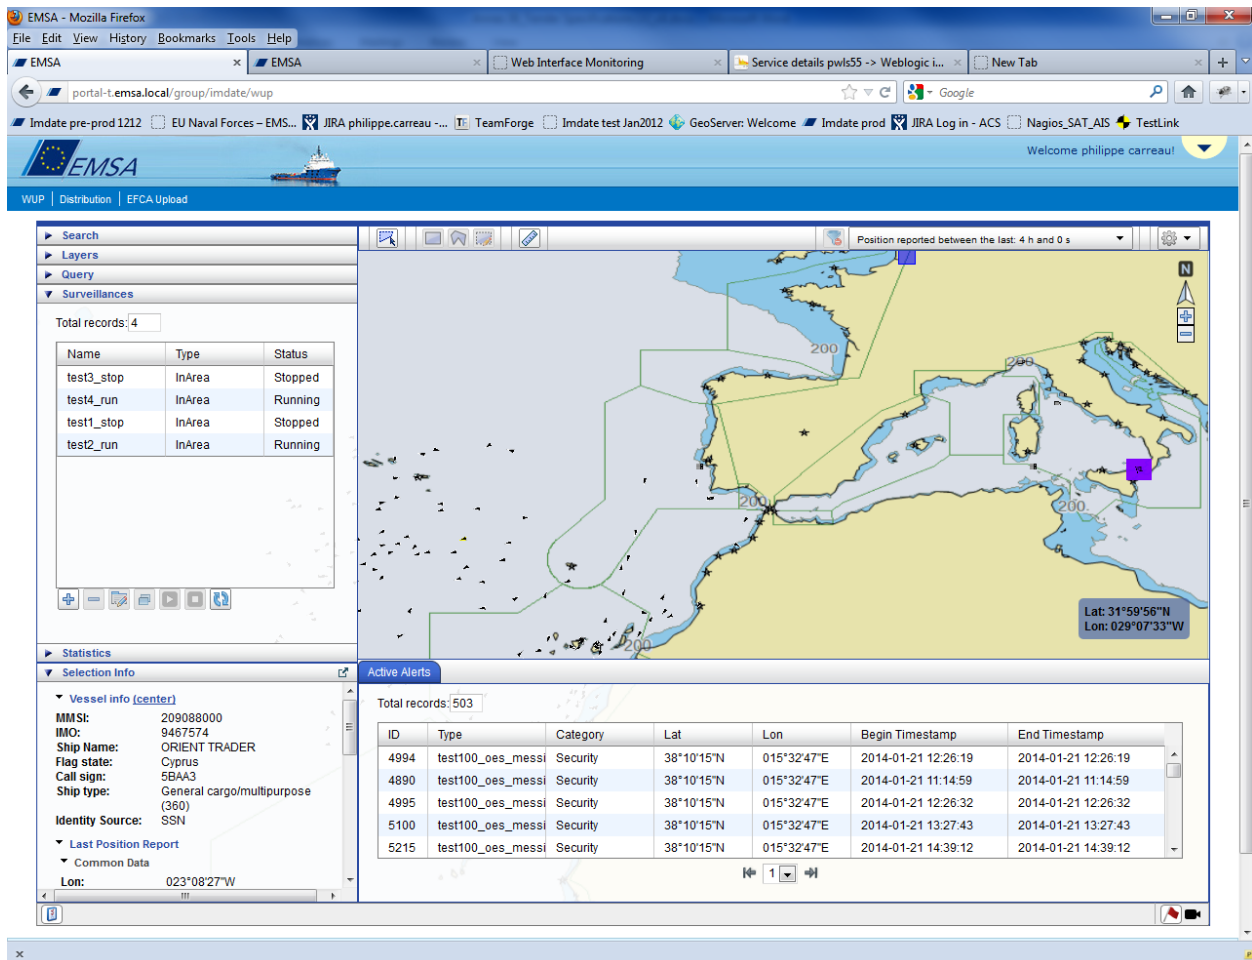 EMSA - Mozilla Firefox
File Edit View History Bookmarks Tools Help
EMSA × EMSA × Web Interface Monitoring × Service details pwls55 -> Weblogic i... × New Tab × +
portal-t.emsa.local/group/imdate/wup Google
Imdate pre-prod 1212 EU Naval Forces – EMS... JIRA philippe.carreau -... TeamForge Imdate test Jan2012 GeoServer: Welcome Imdate prod JIRA Log in - ACS Nagios_SAT_AIS TestLink
EMSA
Welcome philippe carreau!
WUP | Distribution | EFCA Upload
Search
Position reported between the last: 4 h and 0 s
Layers
Query
Surveillances
Total records: 4
Name Type Status
test3_stop InArea Stopped
test4_run InArea Running
test1_stop InArea Stopped
test2_run InArea Running
N
200
200
200
200
200
Lat: 31°59'56"N
Lon: 029°07'33"W
Statistics
Selection Info
Vessel info (center)
MMSI: 209088000
IMO: 9467574
Ship Name: ORIENT TRADER
Flag state: Cyprus
Call sign: 5BAA3
Ship type: General cargo/multipurpose
(360)
Identity Source: SSN
Last Position Report
Common Data
Lon: 023°08'27"W
Active Alerts
Total records: 503
ID Type Category Lat Lon Begin Timestamp End Timestamp
4994 test100_oes_messi Security 38°10'15"N 015°32'47"E 2014-01-21 12:26:19 2014-01-21 12:26:19
4890 test100_oes_messi Security 38°10'15"N 015°32'47"E 2014-01-21 11:14:59 2014-01-21 11:14:59
4995 test100_oes_messi Security 38°10'15"N 015°32'47"E 2014-01-21 12:26:32 2014-01-21 12:26:32
5100 test100_oes_messi Security 38°10'15"N 015°32'47"E 2014-01-21 13:27:43 2014-01-21 13:27:43
5215 test100_oes_messi Security 38°10'15"N 015°32'47"E 2014-01-21 14:39:12 2014-01-21 14:39:12
1
×